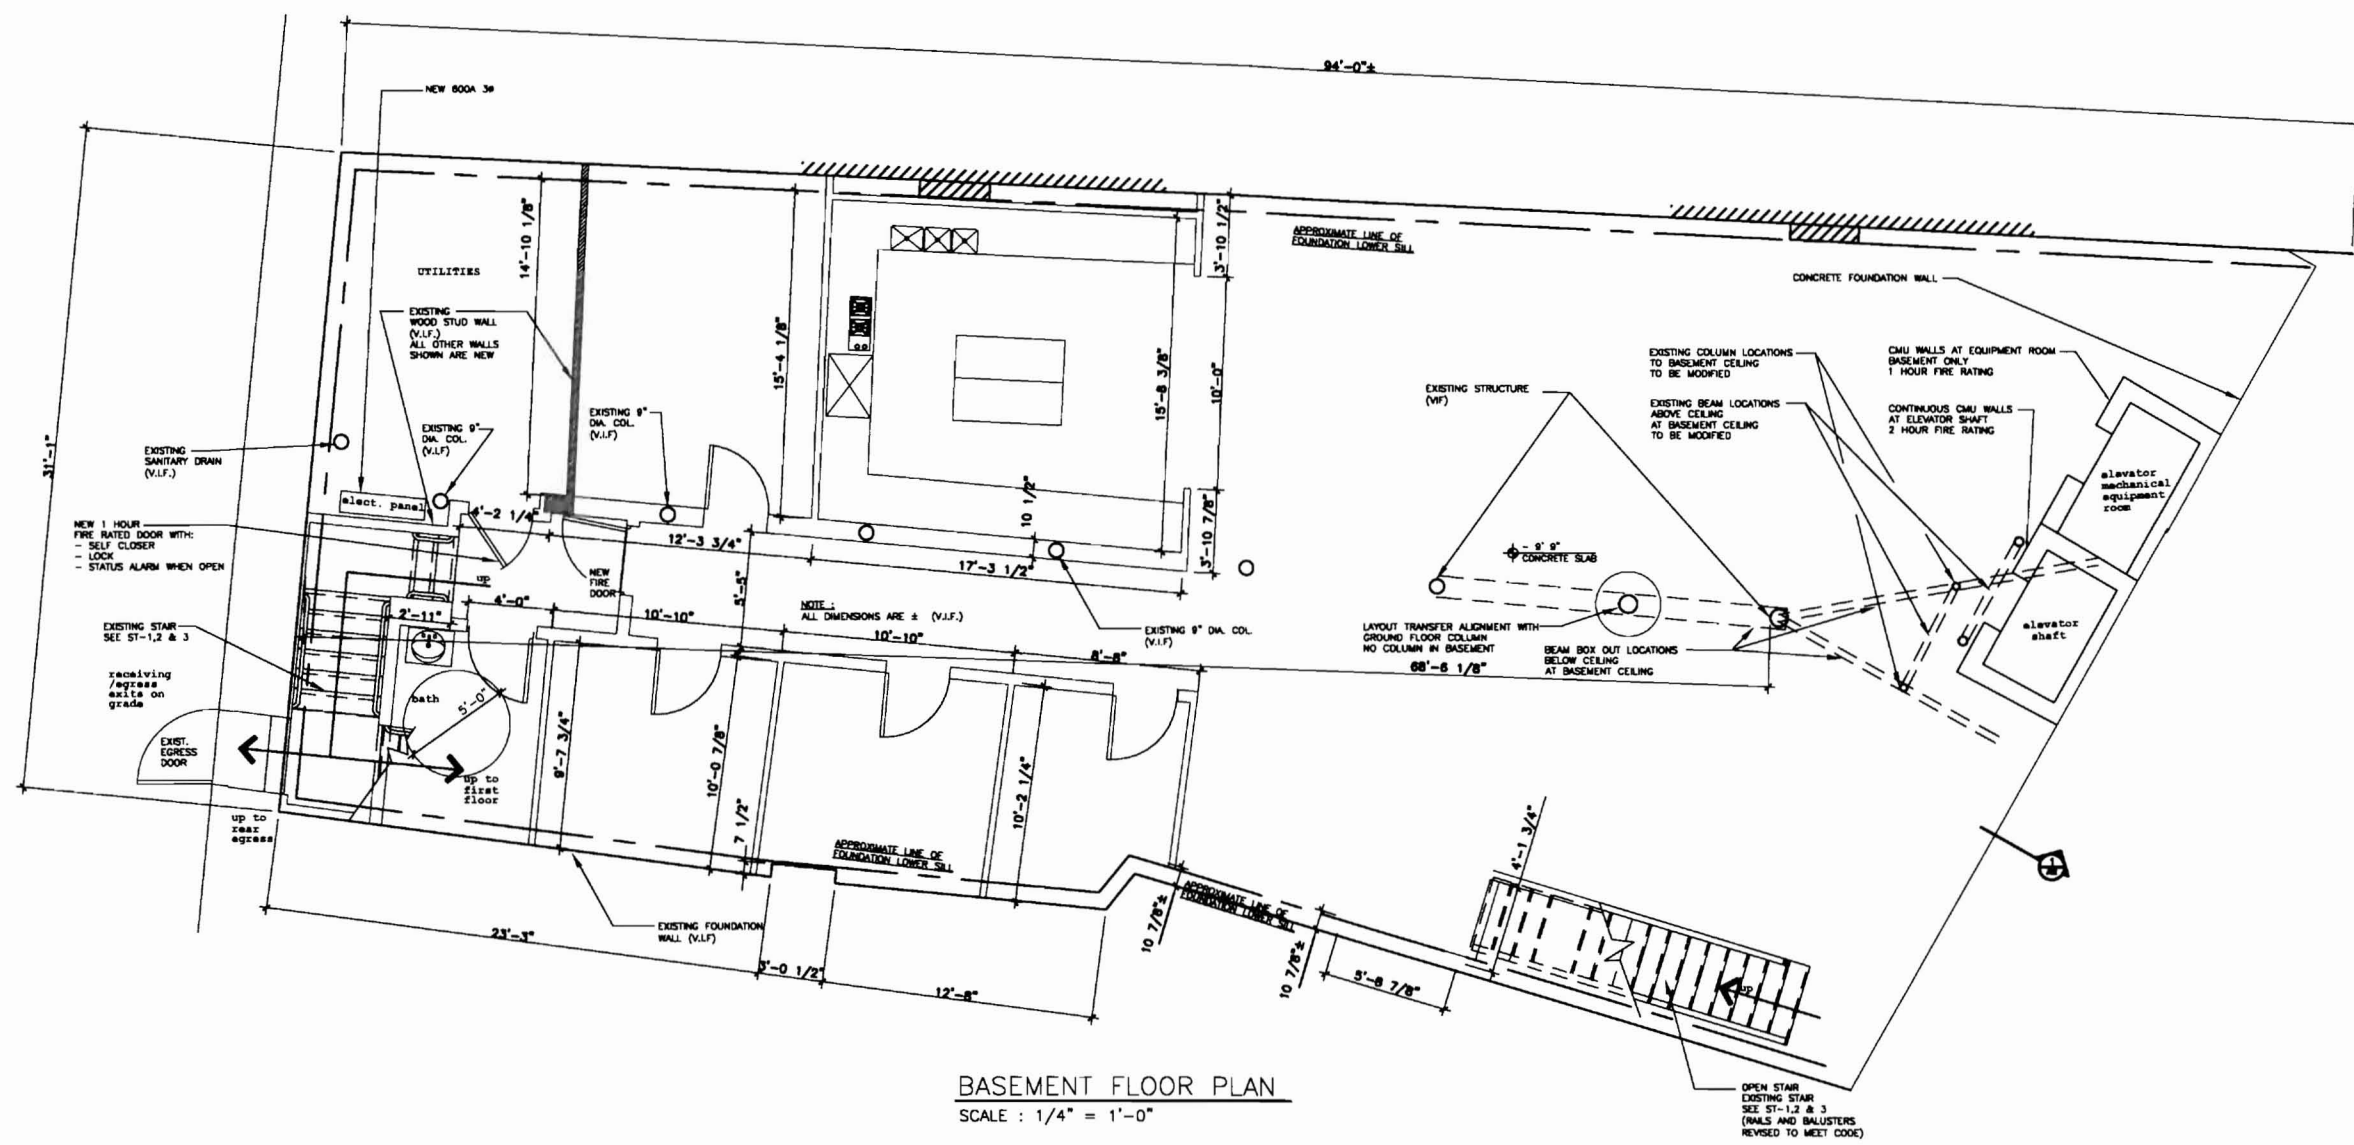 94'-0"±
NEW 600A 3ø
31'-1"
UTILITIES
14'-10 1/8"
EXISTING
WOOD STUD WALL
(V.I.F.)
ALL OTHER WALLS
SHOWN ARE NEW
EXISTING 9"
DIA. COL.
(V.I.F)
EXISTING 9"
DIA. COL.
(V.I.F)
EXISTING
SANITARY DRAIN
(V.I.F.)
elect. panel
NEW 1 HOUR
FIRE RATED DOOR WITH:
- SELF CLOSER
- LOCK
- STATUS ALARM WHEN OPEN
4'-2 1/4"
12'-3 3/4"
15'-4 1/8"
15'-8 3/8"
3'-10 1/2"
10'-0"
3'-10 7/8"
10 1/2"
17'-3 1/2"
APPROXIMATE LINE OF
FOUNDATION LOWER SILL
CONCRETE FOUNDATION WALL
EXISTING COLUMN LOCATIONS
TO BASEMENT CEILING
TO BE MODIFIED
CMU WALLS AT EQUIPMENT ROOM
BASEMENT ONLY
1 HOUR FIRE RATING
EXISTING STRUCTURE
(VIF)
EXISTING BEAM LOCATIONS
ABOVE CEILING
AT BASEMENT CEILING
TO BE MODIFIED
CONTINUOUS CMU WALLS
AT ELEVATOR SHAFT
2 HOUR FIRE RATING
elevator
mechanical
equipment
room
elevator
shaft
- 9' 9"
CONCRETE SLAB
NEW
FIRE
DOOR
up
4'-0"
2'-11"
10'-10"
5'-5"
NOTE :
ALL DIMENSIONS ARE ± (V.I.F.)
10'-10"
8'-8"
EXISTING 9" DIA. COL.
(V.I.F)
LAYOUT TRANSFER ALIGNMENT WITH
GROUND FLOOR COLUMN
NO COLUMN IN BASEMENT
BEAM BOX OUT LOCATIONS
BELOW CEILING
AT BASEMENT CEILING
68'-6 1/8"
EXISTING STAIR
SEE ST-1,2 & 3
receiving
/egress
exits on
grade
bath
5'-0"
EXIST.
EGRESS
DOOR
up to
first
floor
up to
rear
egress
9'-7 3/4"
10'-0 7/8"
7 1/2"
10'-2 1/4"
APPROXIMATE LINE OF
FOUNDATION LOWER SILL
APPROXIMATE LINE OF
FOUNDATION LOWER SILL
10 7/8"±
10 7/8"±
4'-1 3/4"
5'-8 7/8"
up
EXISTING FOUNDATION
WALL (V.I.F)
23'-3"
3'-0 1/2"
12'-8"
OPEN STAIR
EXISTING STAIR
SEE ST-1,2 & 3
(RAILS AND BALUSTERS
REVISED TO MEET CODE)
BASEMENT FLOOR PLAN
SCALE : 1/4" = 1'-0"